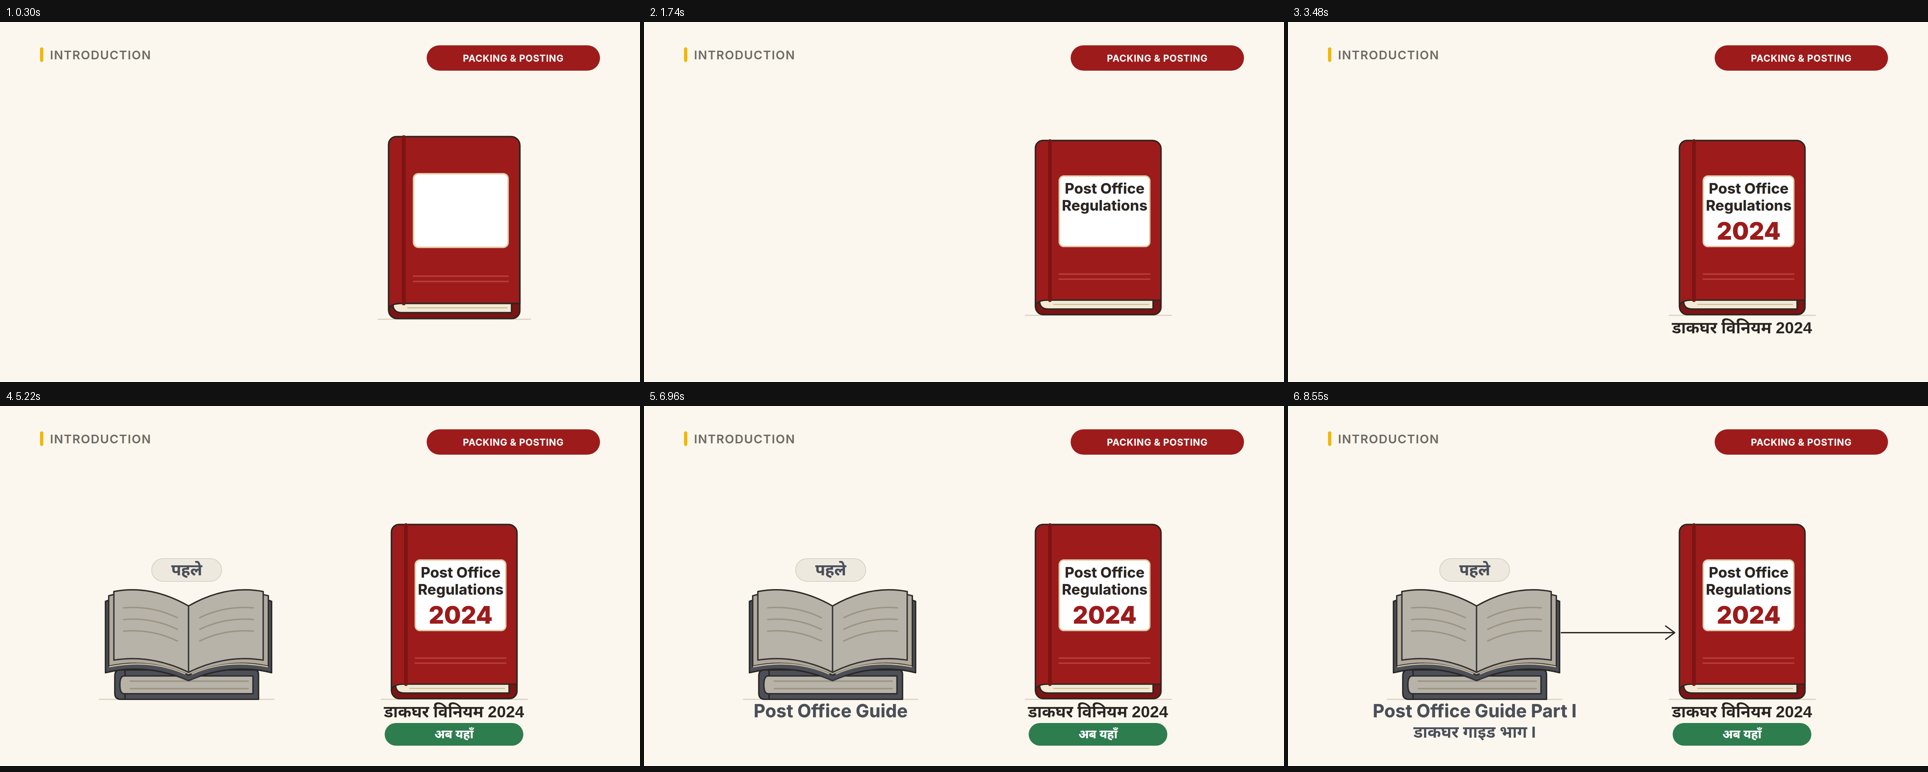 1. 0.30s
INTRODUCTION
PACKING & POSTING
2. 1.74s
INTRODUCTION
PACKING & POSTING
Post Office
Regulations
3. 3.48s
INTRODUCTION
PACKING & POSTING
Post Office
Regulations
2024
डाकघर विनियम 2024
4. 5.22s
INTRODUCTION
PACKING & POSTING
पहले
Post Office
Regulations
2024
डाकघर विनियम 2024
अब यहाँ
5. 6.96s
INTRODUCTION
PACKING & POSTING
पहले
Post Office Guide
Post Office
Regulations
2024
डाकघर विनियम 2024
अब यहाँ
6. 8.55s
INTRODUCTION
PACKING & POSTING
पहले
Post Office Guide Part I
डाकघर गाइड भाग I
Post Office
Regulations
2024
डाकघर विनियम 2024
अब यहाँ